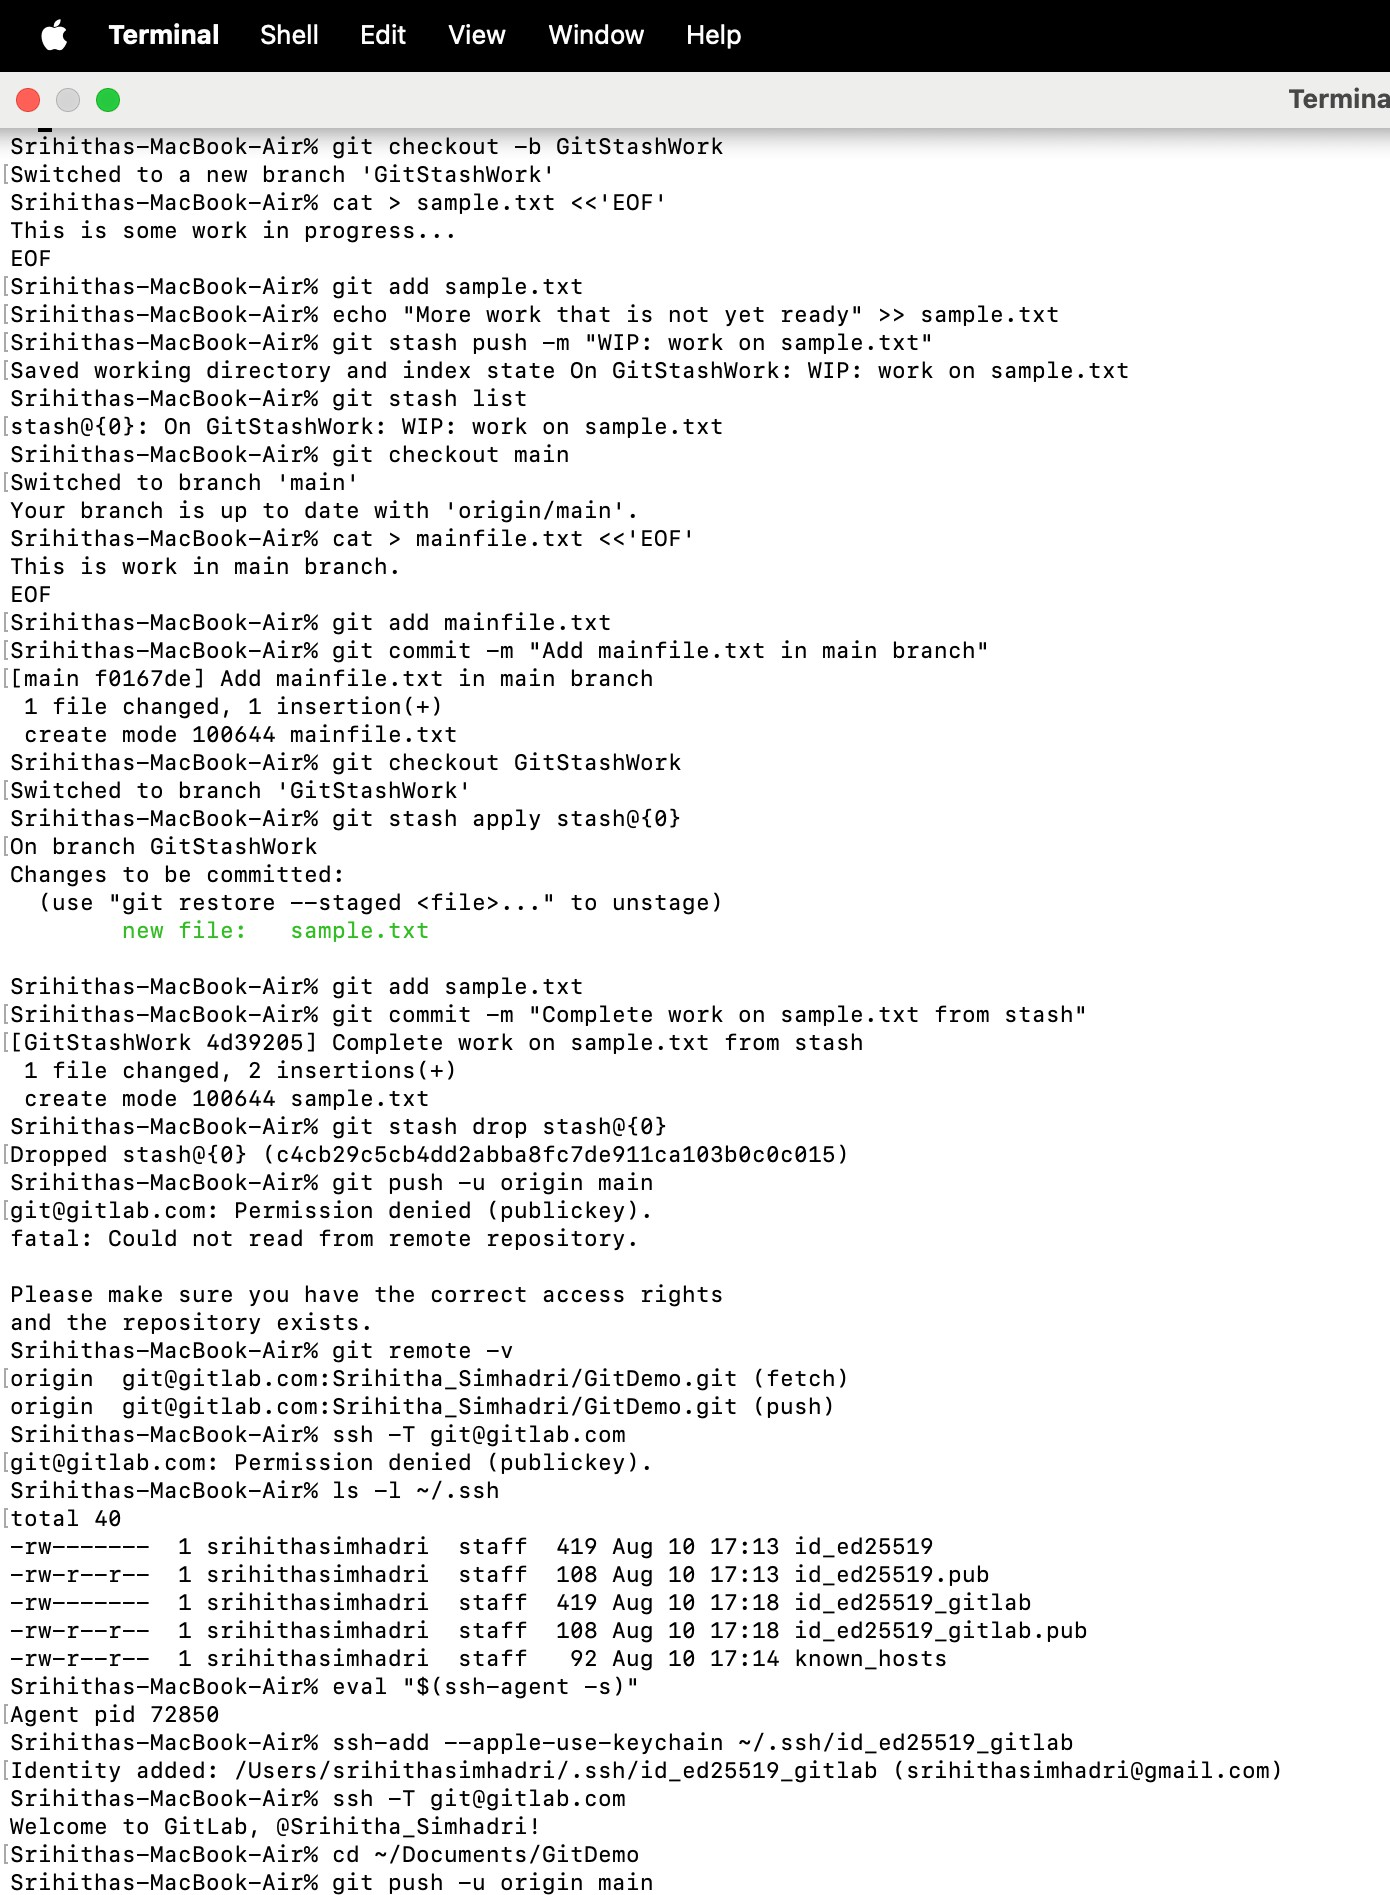 Terminal Shell Edit View Window Help
Termina
Srihithas-MacBook-Air% git checkout -b GitStashWork
[Switched to a new branch 'GitStashWork'
Srihithas-MacBook-Air% cat > sample.txt <<'EOF'
This is some work in progress...
EOF
[Srihithas-MacBook-Air% git add sample.txt
[Srihithas-MacBook-Air% echo "More work that is not yet ready" >> sample.txt
[Srihithas-MacBook-Air% git stash push -m "WIP: work on sample.txt"
[Saved working directory and index state On GitStashWork: WIP: work on sample.txt
Srihithas-MacBook-Air% git stash list
[stash@{0}: On GitStashWork: WIP: work on sample.txt
Srihithas-MacBook-Air% git checkout main
[Switched to branch 'main'
Your branch is up to date with 'origin/main'.
Srihithas-MacBook-Air% cat > mainfile.txt <<'EOF'
This is work in main branch.
EOF
[Srihithas-MacBook-Air% git add mainfile.txt
[Srihithas-MacBook-Air% git commit -m "Add mainfile.txt in main branch"
[[main f0167de] Add mainfile.txt in main branch
 1 file changed, 1 insertion(+)
 create mode 100644 mainfile.txt
Srihithas-MacBook-Air% git checkout GitStashWork
[Switched to branch 'GitStashWork'
Srihithas-MacBook-Air% git stash apply stash@{0}
[On branch GitStashWork
Changes to be committed:
  (use "git restore --staged <file>..." to unstage)
        new file:   sample.txt
Srihithas-MacBook-Air% git add sample.txt
[Srihithas-MacBook-Air% git commit -m "Complete work on sample.txt from stash"
[[GitStashWork 4d39205] Complete work on sample.txt from stash
 1 file changed, 2 insertions(+)
 create mode 100644 sample.txt
Srihithas-MacBook-Air% git stash drop stash@{0}
[Dropped stash@{0} (c4cb29c5cb4dd2abba8fc7de911ca103b0c0c015)
Srihithas-MacBook-Air% git push -u origin main
[git@gitlab.com: Permission denied (publickey).
fatal: Could not read from remote repository.
Please make sure you have the correct access rights
and the repository exists.
Srihithas-MacBook-Air% git remote -v
[origin  git@gitlab.com:Srihitha_Simhadri/GitDemo.git (fetch)
origin  git@gitlab.com:Srihitha_Simhadri/GitDemo.git (push)
Srihithas-MacBook-Air% ssh -T git@gitlab.com
[git@gitlab.com: Permission denied (publickey).
Srihithas-MacBook-Air% ls -l ~/.ssh
[total 40
-rw-------  1 srihithasimhadri  staff  419 Aug 10 17:13 id_ed25519
-rw-r--r--  1 srihithasimhadri  staff  108 Aug 10 17:13 id_ed25519.pub
-rw-------  1 srihithasimhadri  staff  419 Aug 10 17:18 id_ed25519_gitlab
-rw-r--r--  1 srihithasimhadri  staff  108 Aug 10 17:18 id_ed25519_gitlab.pub
-rw-r--r--  1 srihithasimhadri  staff   92 Aug 10 17:14 known_hosts
Srihithas-MacBook-Air% eval "$(ssh-agent -s)"
[Agent pid 72850
Srihithas-MacBook-Air% ssh-add --apple-use-keychain ~/.ssh/id_ed25519_gitlab
[Identity added: /Users/srihithasimhadri/.ssh/id_ed25519_gitlab (srihithasimhadri@gmail.com)
Srihithas-MacBook-Air% ssh -T git@gitlab.com
Welcome to GitLab, @Srihitha_Simhadri!
[Srihithas-MacBook-Air% cd ~/Documents/GitDemo
Srihithas-MacBook-Air% git push -u origin main